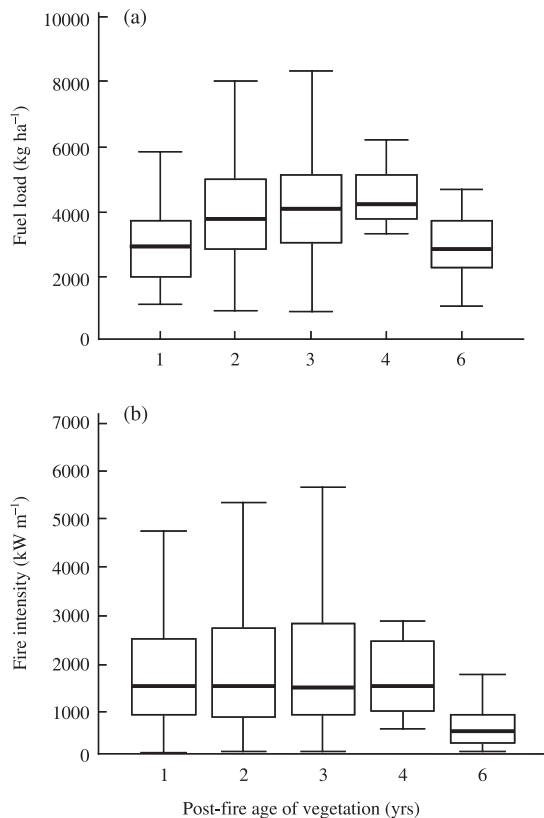 (a)
10000
8000
6000
4000
2000
0
Fuel load (kg ha⁻¹)
1 2 3 4 6
(b)
7000
6000
5000
4000
3000
2000
1000
0
Fire intensity (kW m⁻¹)
1 2 3 4 6
Post-fire age of vegetation (yrs)